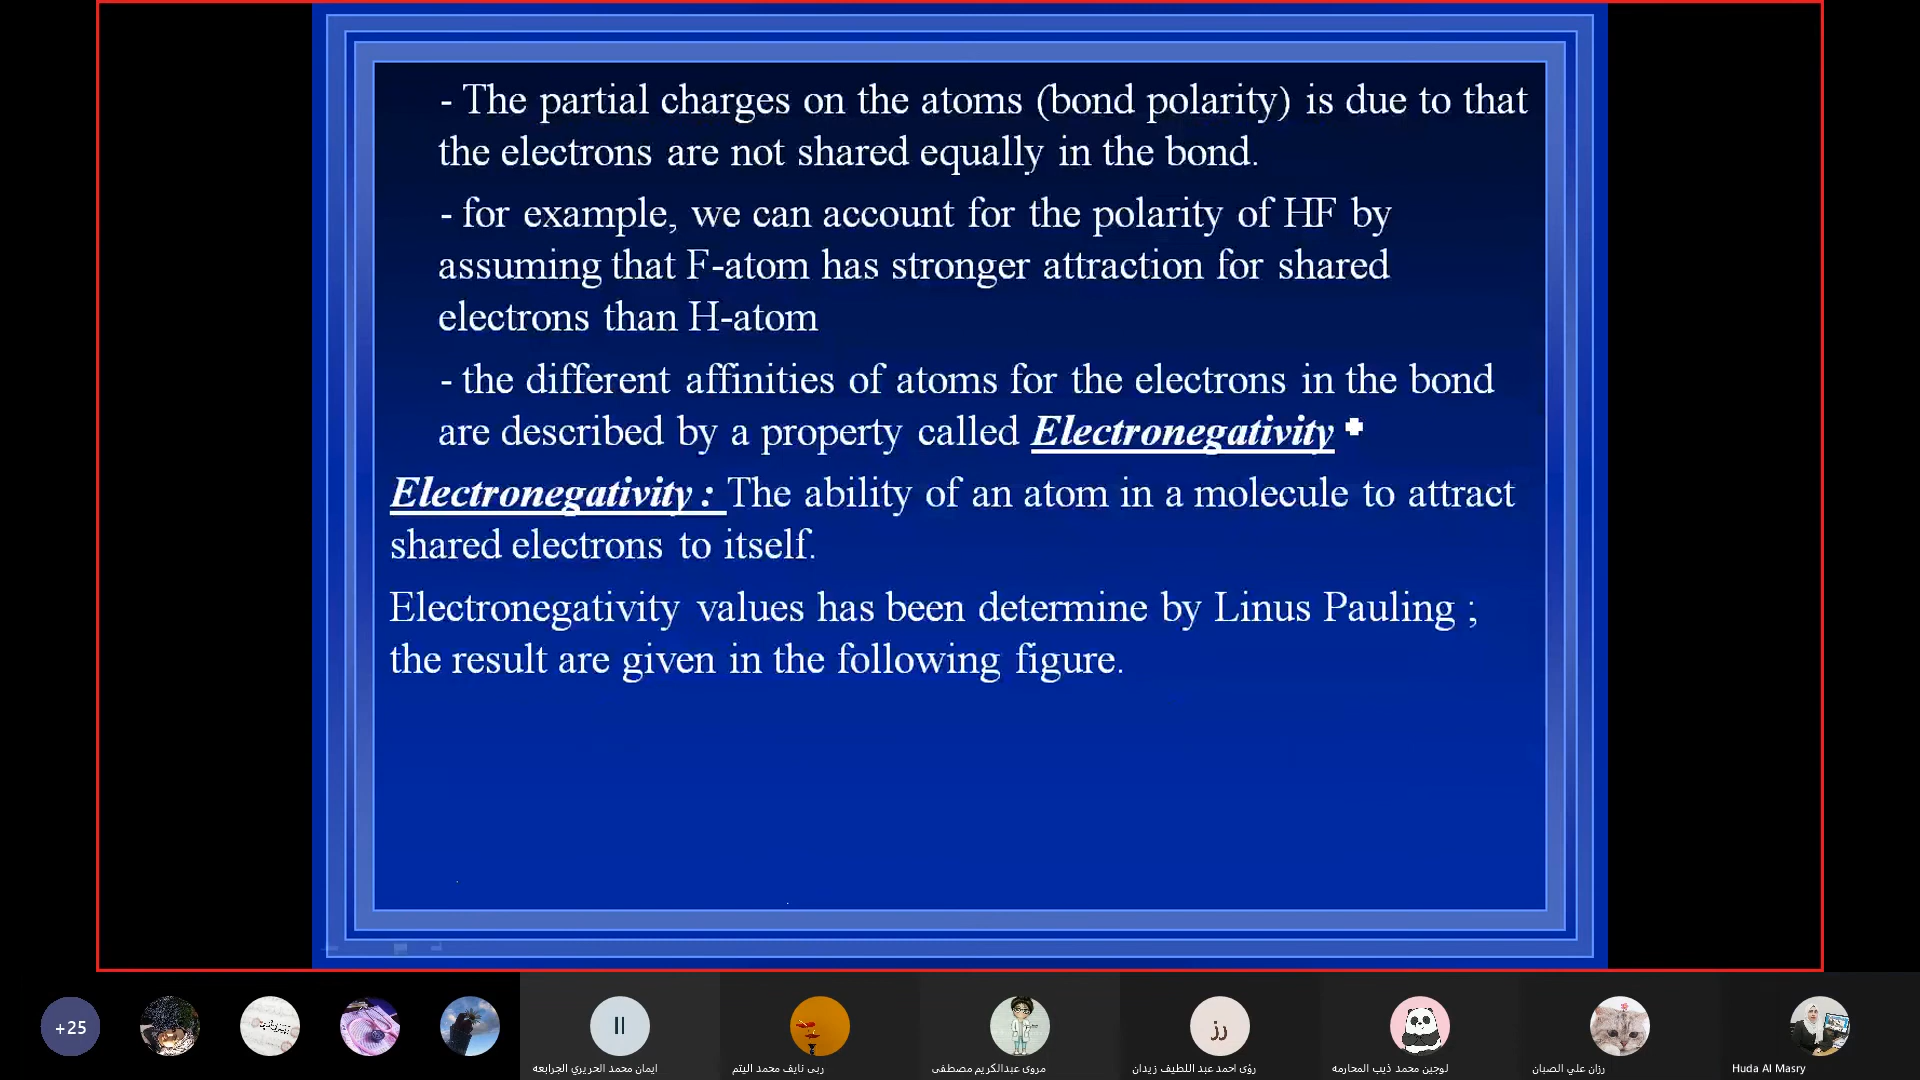 - The partial charges on the atoms (bond polarity) is due to that
the electrons are not shared equally in the bond.
- for example, we can account for the polarity of HF by
assuming that F-atom has stronger attraction for shared
electrons than H-atom
- the different affinities of atoms for the electrons in the bond
are described by a property called Electronegativity
Electronegativity : The ability of an atom in a molecule to attract
shared electrons to itself.
Electronegativity values has been determine by Linus Pauling ;
the result are given in the following figure.
+25
اا
رز
ايمان محمد الحريري الجرابعه
ربى نايف محمد اليتم
مروى عبدالكريم مصطفى
رؤى احمد عبد اللطيف زيدان
لوجين محمد ذيب المحارمه
رزان علي الصبان
Huda Al Masry